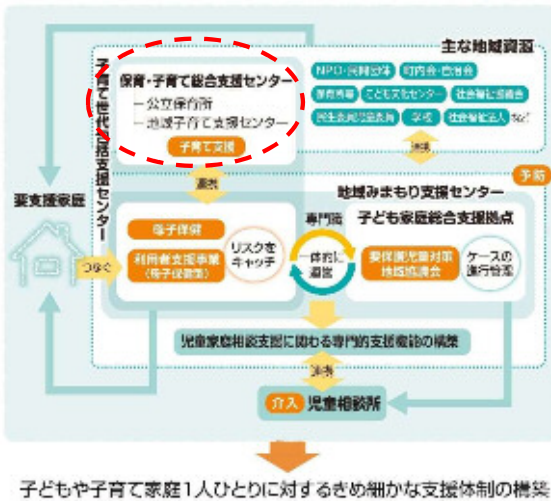 主な地域資源
NPO・民間団体
町内会・自治会
保育所等
こども文化センター
社会福祉協議会
民生委員児童委員
学校
社会福祉法人
など
子育て世代包括支援センター
保育・子育て総合支援センター
公立保育所
地域子育て支援センター
子育て支援
連携
連携
予防
要支援家庭
つなぐ
地域みまもり支援センター
母子保健
利用者支援事業
(母子保健型)
リスクを
キャッチ
専門職
一体的に
運営
子ども家庭総合支援拠点
要保護児童対策
地域協議会
ケースの
進行管理
児童家庭相談支援に関わる専門的支援機能の構築
連携
介入
児童相談所
子どもや子育て家庭1人ひとりに対するきめ細かな支援体制の構築